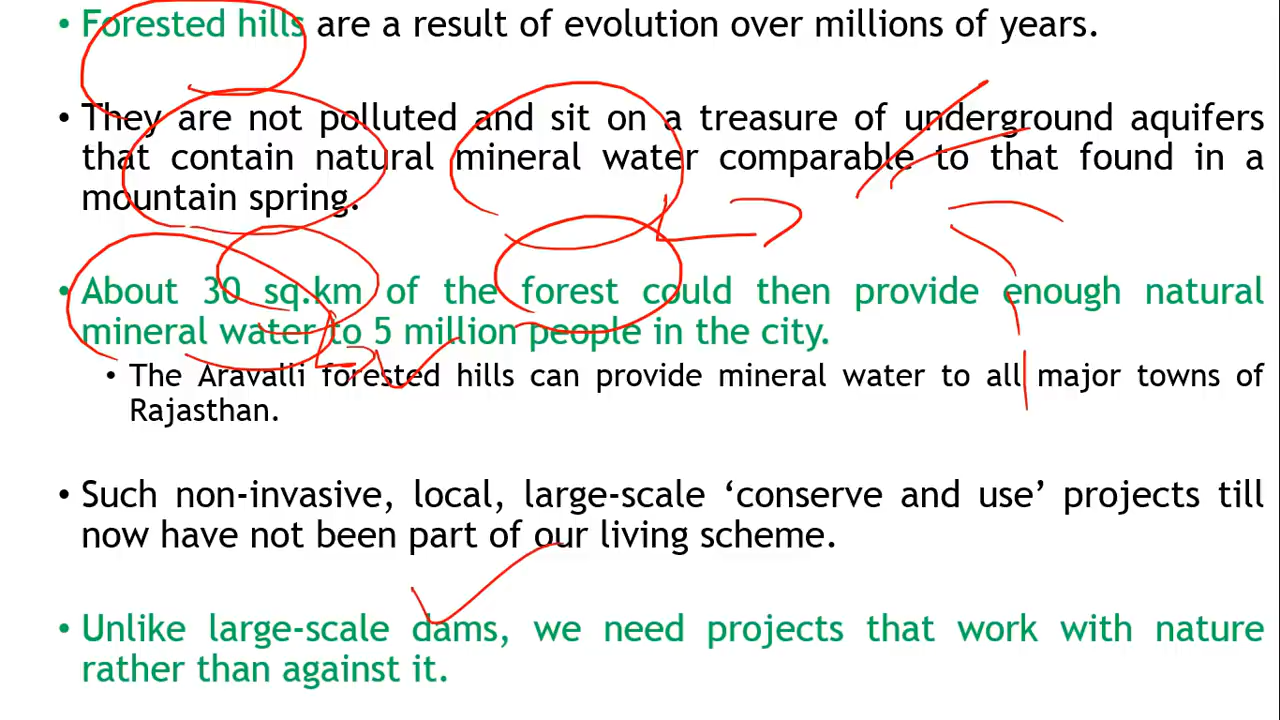 • Forested hills are a result of evolution over millions of years.
• They are not polluted and sit on a treasure of underground aquifers
that contain natural mineral water comparable to that found in a
mountain spring.
• About 30 sq.km of the forest could then provide enough natural
mineral water to 5 million people in the city.
• The Aravalli forested hills can provide mineral water to all major towns of
Rajasthan.
• Such non-invasive, local, large-scale ‘conserve and use’ projects till
now have not been part of our living scheme.
• Unlike large-scale dams, we need projects that work with nature
rather than against it.